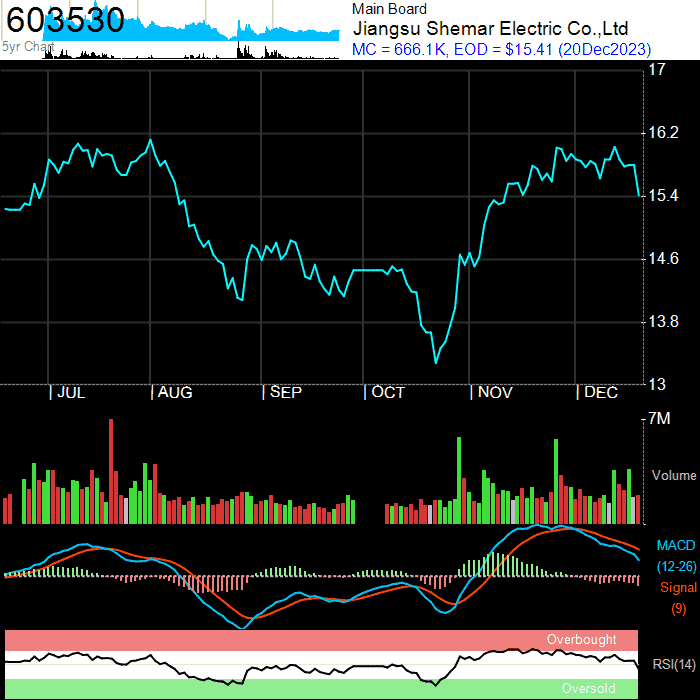 603530
5yr Chart
Main Board
Jiangsu Shemar Electric Co.,Ltd
MC = 666.1K, EOD = $15.41 (20Dec2023)
17
16.2
15.4
14.6
13.8
13
JUL AUG SEP OCT NOV DEC
7M
Volume
MACD
(12-26)
Signal
(9)
Overbought
RSI(14)
Oversold